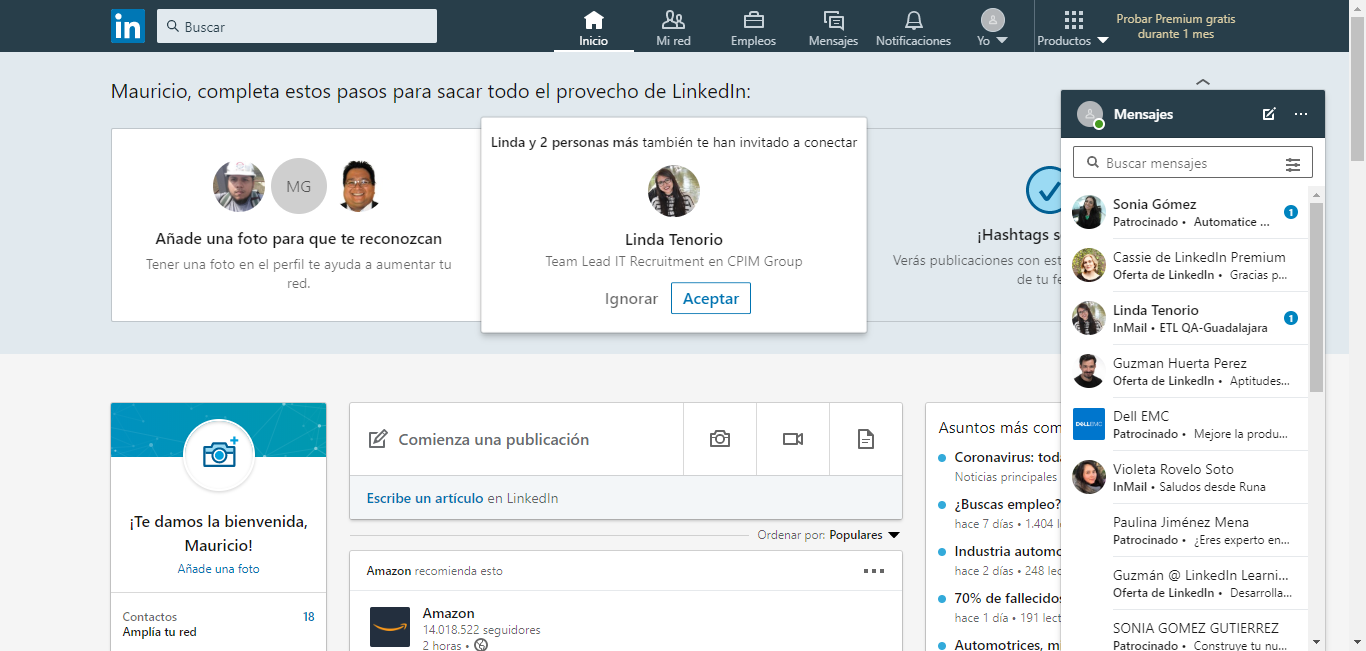 in
Buscar
Inicio
Mi red
Empleos
Mensajes
Notificaciones
Yo
Productos
Probar Premium gratis
durante 1 mes
Mauricio, completa estos pasos para sacar todo el provecho de LinkedIn:
MG
Añade una foto para que te reconozcan
Tener una foto en el perfil te ayuda a aumentar tu
red.
Linda y 2 personas más también te han invitado a conectar
Linda Tenorio
Team Lead IT Recruitment en CPIM Group
Ignorar
Aceptar
¡Hashtags
Verás publicaciones con
de tu
¡Te damos la bienvenida,
Mauricio!
Añade una foto
Contactos 18
Amplía tu red
Comienza una publicación
Escribe un artículo en LinkedIn
Ordenar por: Populares
Amazon recomienda esto
Amazon
14.018.522 seguidores
2 horas •
Asuntos más
Coronavirus:
Noticias principales
¿Buscas empleo?
hace 7 días • 1.404
Industria
hace 2 días • 248
70% de fallecidos
hace 1 día • 191
Automotrices,
Mensajes
Buscar mensajes
Sonia Gómez
Patrocinado • Automatice ...
1
Cassie de LinkedIn Premium
Oferta de LinkedIn • Gracias p...
Linda Tenorio
InMail • ETL QA-Guadalajara
1
Guzman Huerta Perez
Oferta de LinkedIn • Aptitudes...
DELLEMC
Dell EMC
Patrocinado • Mejore la produ...
Violeta Rovelo Soto
InMail • Saludos desde Runa
Paulina Jiménez Mena
Patrocinado • ¿Eres experto en...
Guzmán @ LinkedIn Learni...
Oferta de LinkedIn • Desarrolla...
SONIA GOMEZ GUTIERREZ
Patrocinado • Construye tu nu...